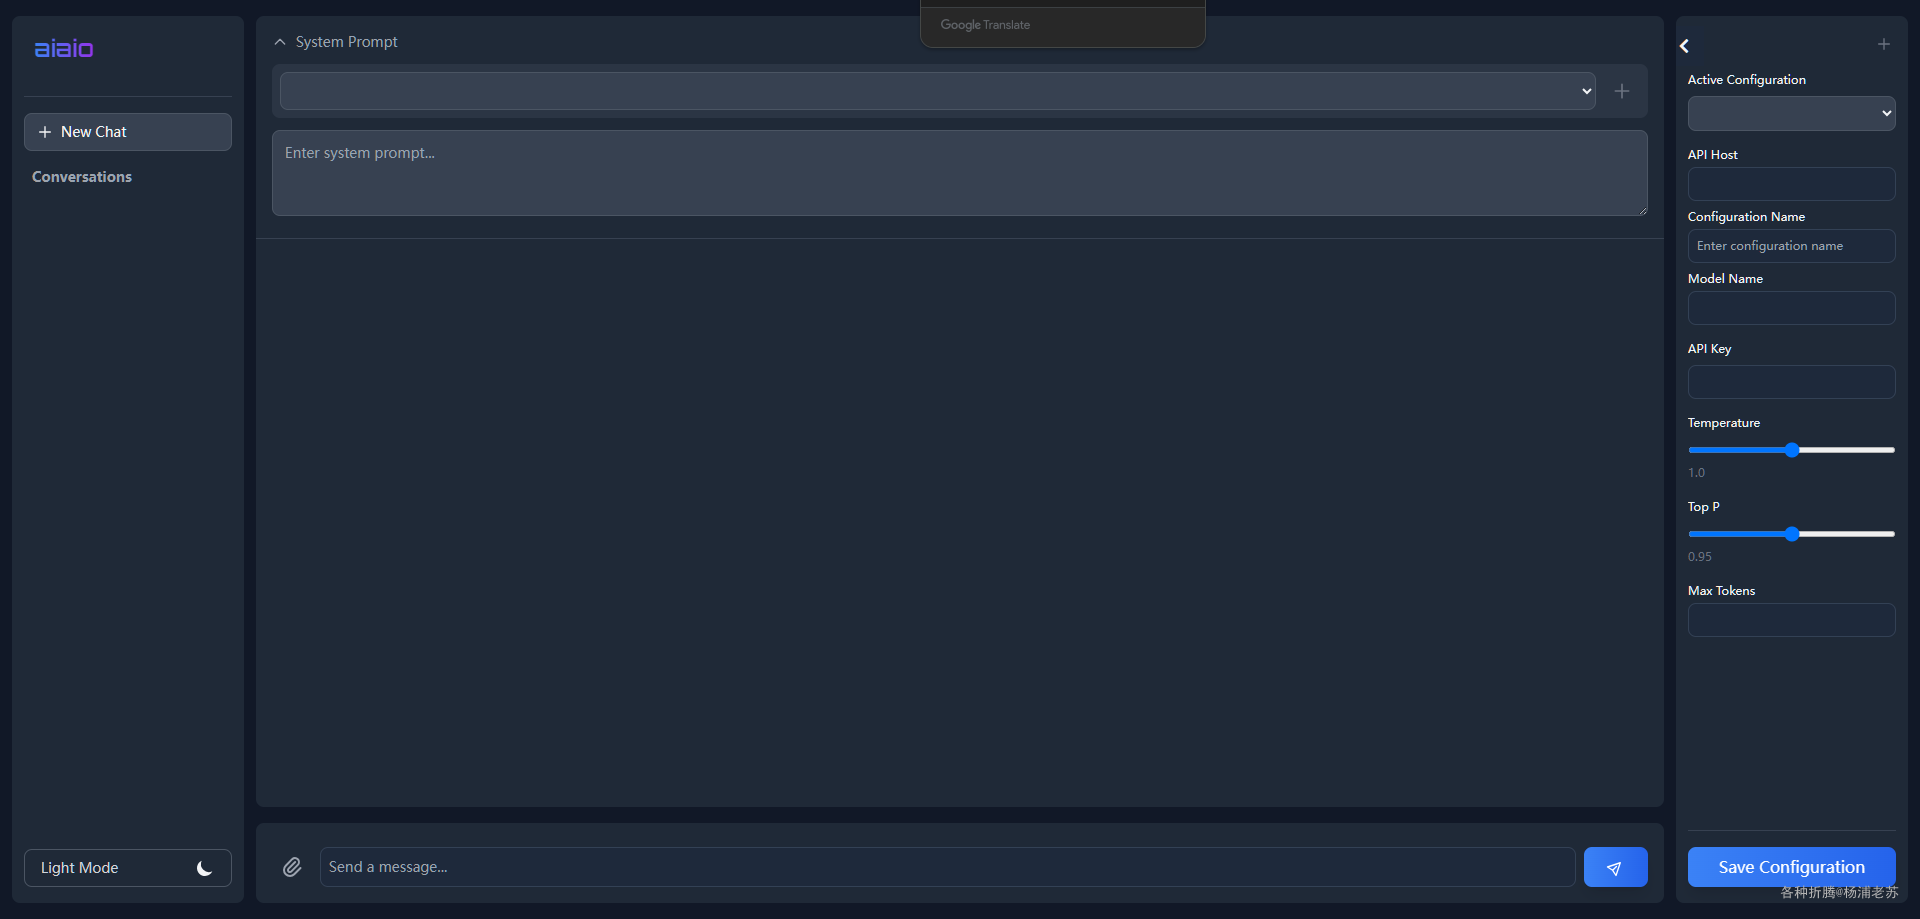 aiaio
New Chat
Conversations
Light Mode
System Prompt
Google Translate
Enter system prompt...
Send a message...
Active Configuration
API Host
Configuration Name
Enter configuration name
Model Name
API Key
Temperature
1.0
Top P
0.95
Max Tokens
Save Configuration
各种折腾@杨浦老苏